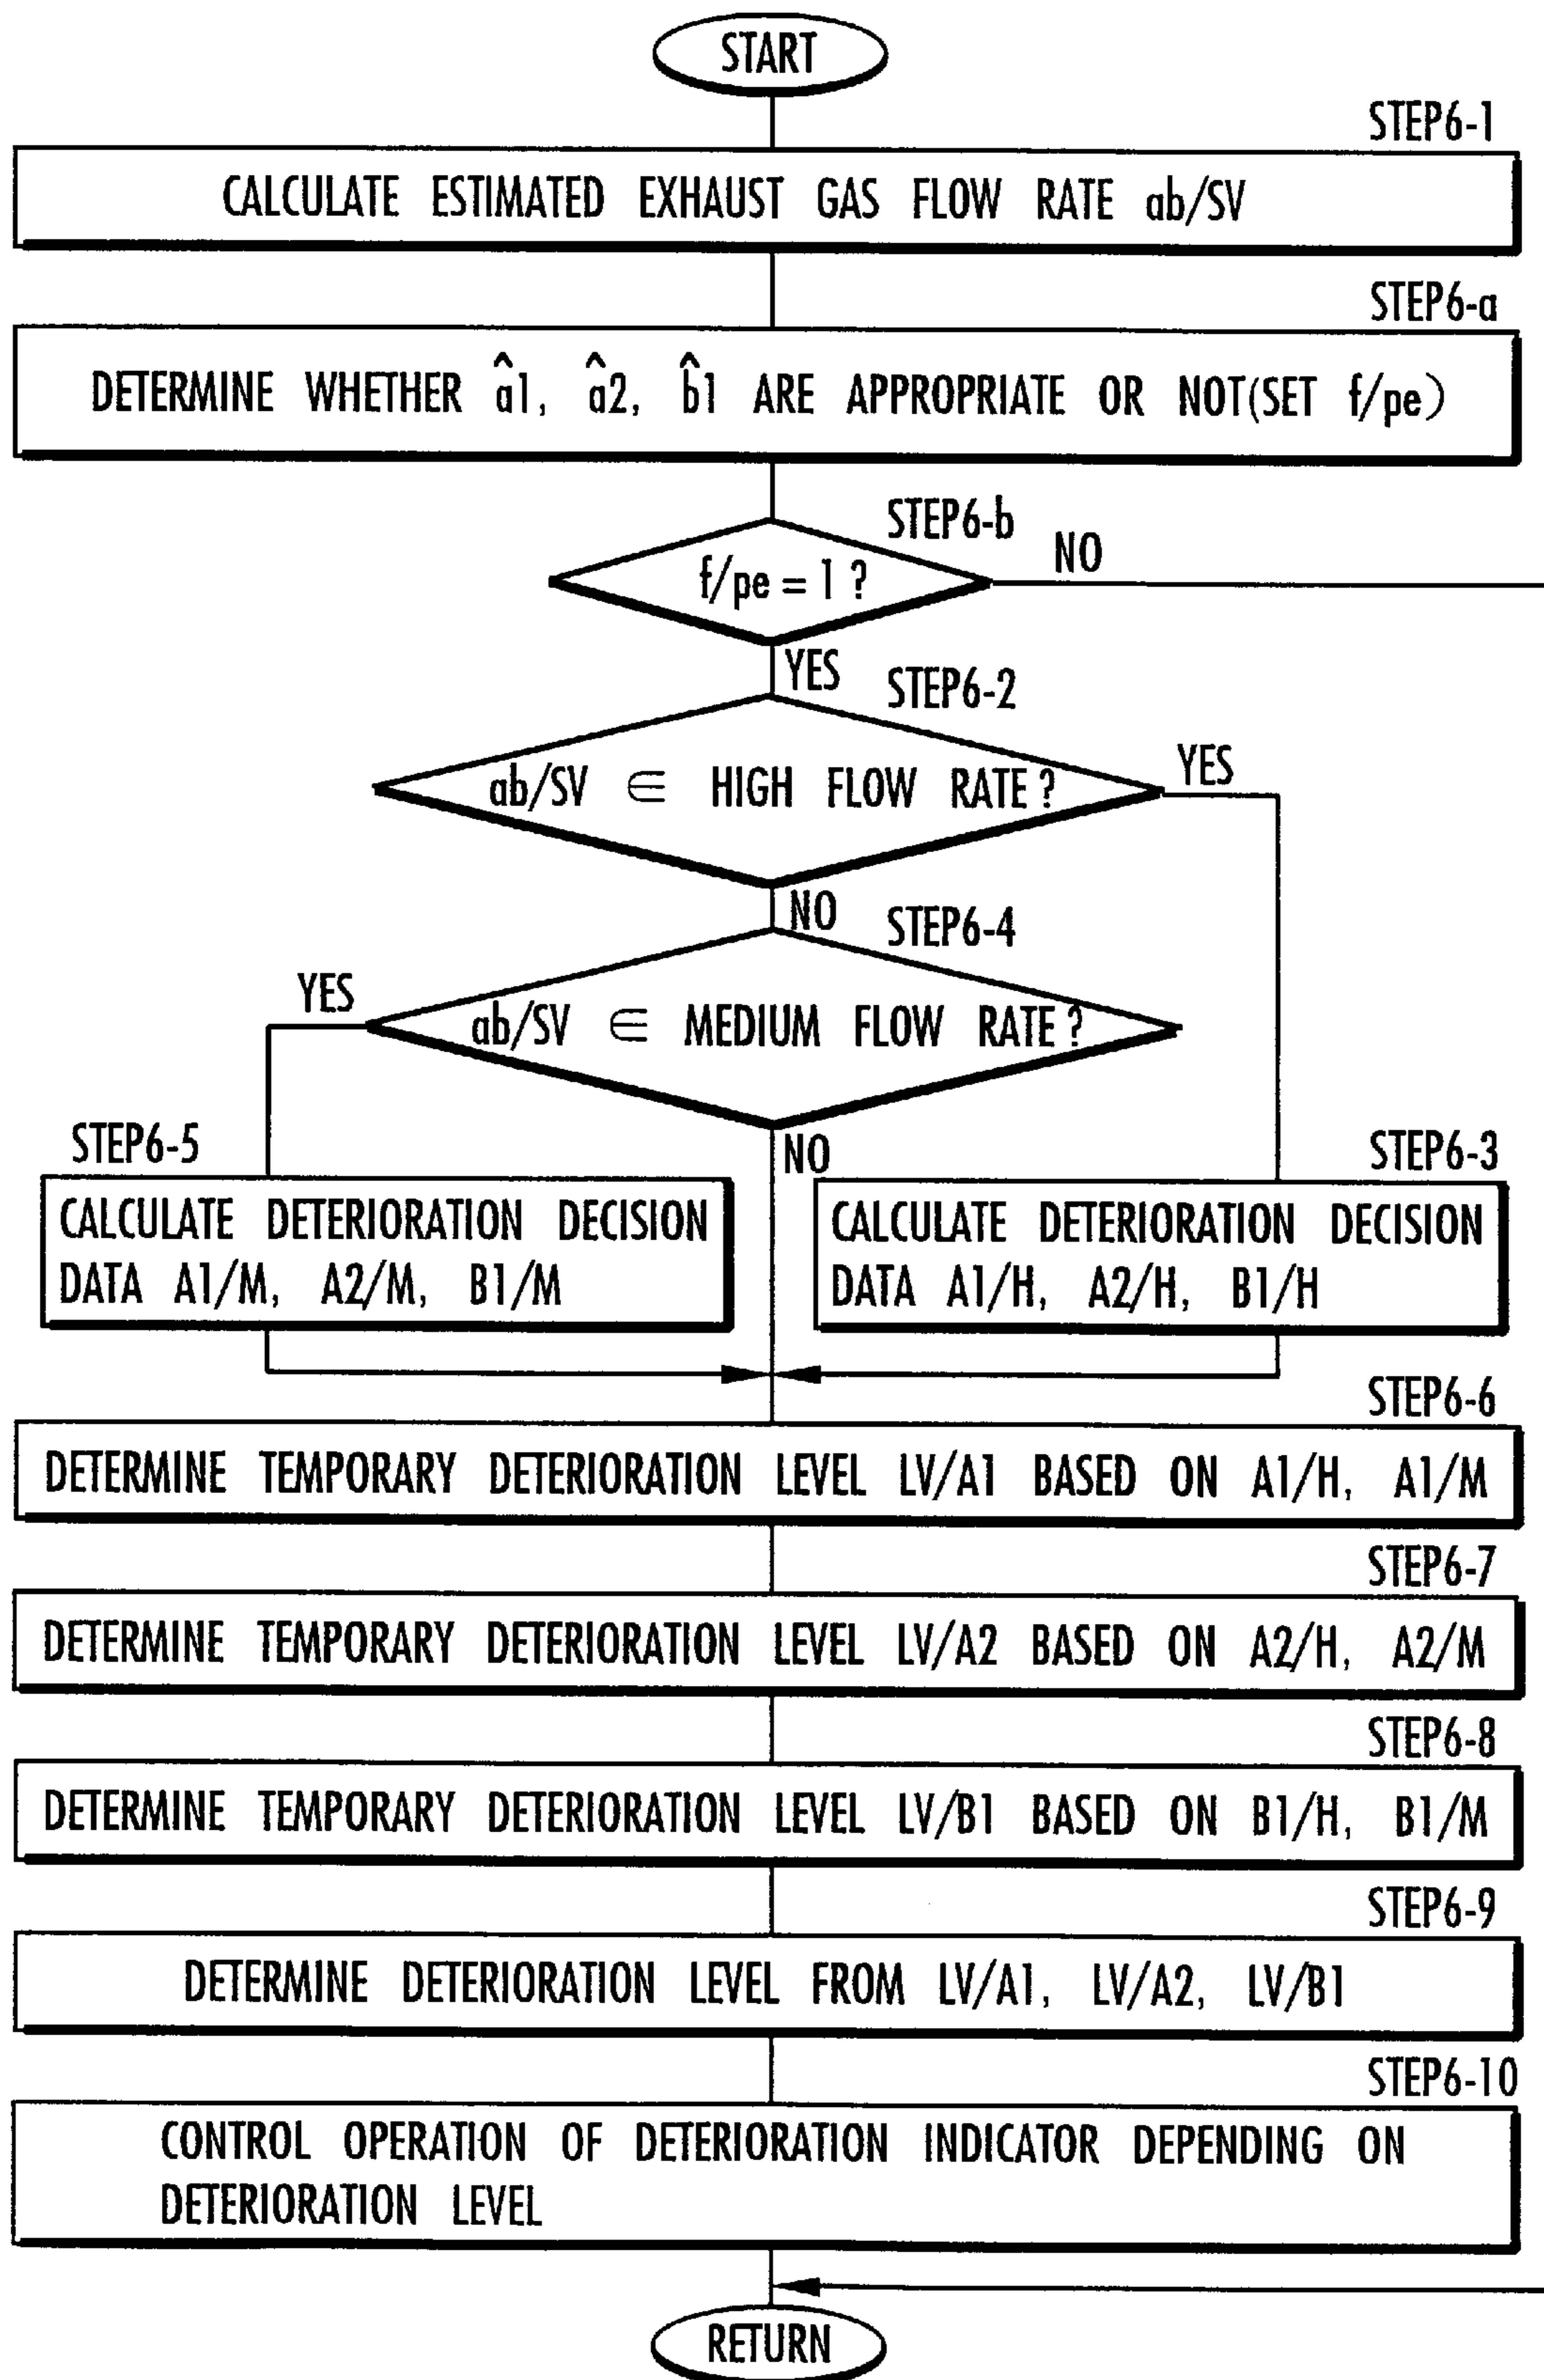 START
STEP6-1
CALCULATE ESTIMATED EXHAUST GAS FLOW RATE ab/SV
STEP6-a
DETERMINE WHETHER â1, â2, b̂1 ARE APPROPRIATE OR NOT(SET f/pe)
STEP6-b
f/pe = 1 ?
NO
YES
STEP6-2
ab/SV ∈ HIGH FLOW RATE ?
YES
NO
STEP6-4
YES
ab/SV ∈ MEDIUM FLOW RATE ?
NO
STEP6-5
CALCULATE DETERIORATION DECISION
DATA A1/M, A2/M, B1/M
STEP6-3
CALCULATE DETERIORATION DECISION
DATA A1/H, A2/H, B1/H
STEP6-6
DETERMINE TEMPORARY DETERIORATION LEVEL LV/A1 BASED ON A1/H, A1/M
STEP6-7
DETERMINE TEMPORARY DETERIORATION LEVEL LV/A2 BASED ON A2/H, A2/M
STEP6-8
DETERMINE TEMPORARY DETERIORATION LEVEL LV/B1 BASED ON B1/H, B1/M
STEP6-9
DETERMINE DETERIORATION LEVEL FROM LV/A1, LV/A2, LV/B1
STEP6-10
CONTROL OPERATION OF DETERIORATION INDICATOR DEPENDING ON
DETERIORATION LEVEL
RETURN